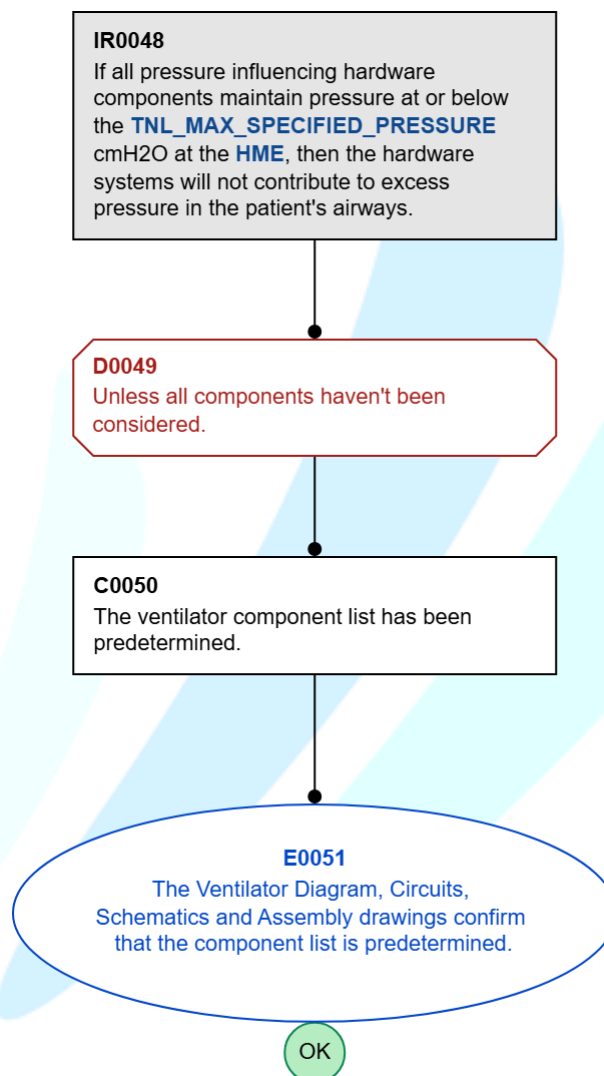 IR0048
If all pressure influencing hardware
components maintain pressure at or below
the TNL_MAX_SPECIFIED_PRESSURE
cmH2O at the HME, then the hardware
systems will not contribute to excess
pressure in the patient's airways.
D0049
Unless all components haven't been
considered.
C0050
The ventilator component list has been
predetermined.
E0051
The Ventilator Diagram, Circuits,
Schematics and Assembly drawings confirm
that the component list is predetermined.
OK